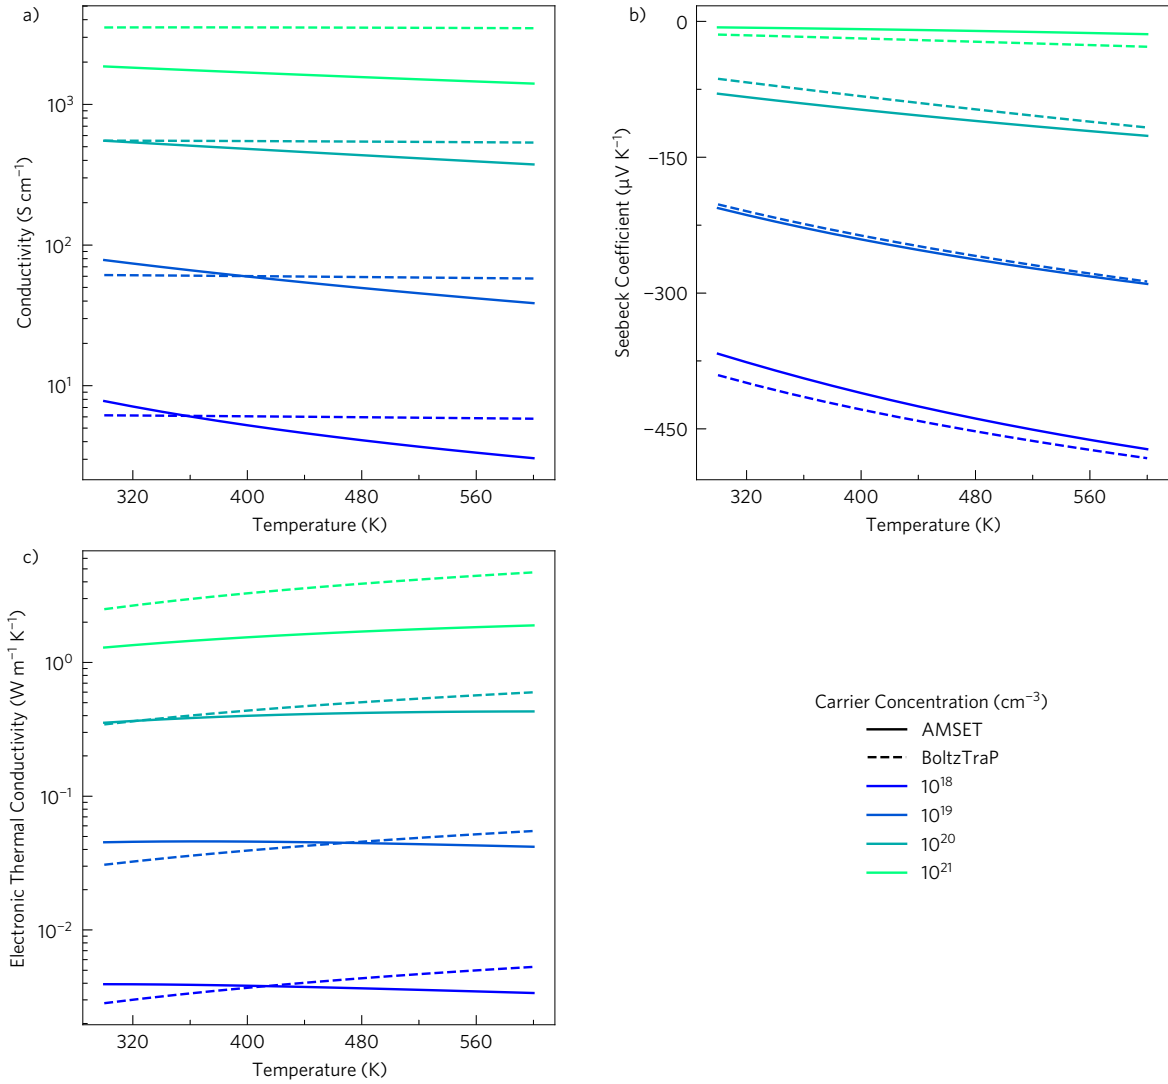 a)
10³
10²
10¹
Conductivity (S cm⁻¹)
320 400 480 560
Temperature (K)
b)
0
−150
−300
−450
Seebeck Coefficient (µV K⁻¹)
320 400 480 560
Temperature (K)
c)
10⁰
10⁻¹
10⁻²
Electronic Thermal Conductivity (W m⁻¹ K⁻¹)
320 400 480 560
Temperature (K)
Carrier Concentration (cm⁻³)
AMSET
BoltzTraP
10¹⁸
10¹⁹
10²⁰
10²¹